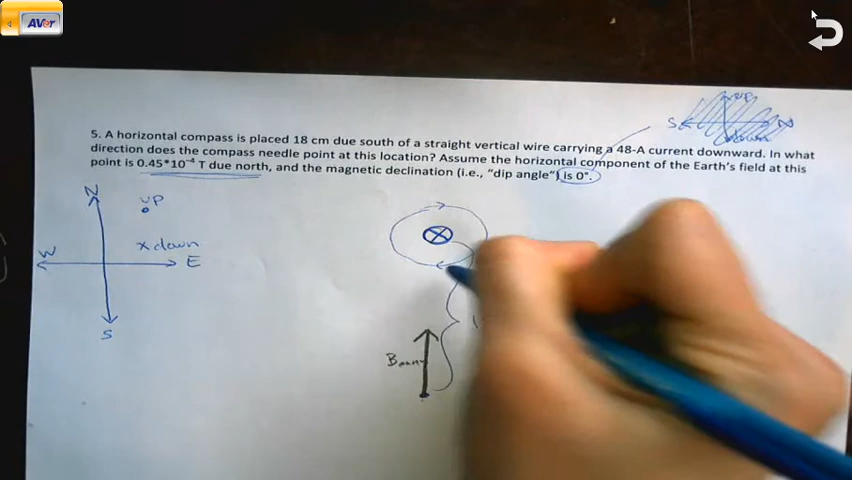 AVer
5. A horizontal compass is placed 18 cm due south of a straight vertical wire carrying a 48-A current downward. In what
direction does the compass needle point at this location? Assume the horizontal component of the Earth's field at this
point is 0.45*10⁻⁴ T due north, and the magnetic declination (i.e., "dip angle") is 0°.
up
S
N
down
N
up
x down
W
E
S